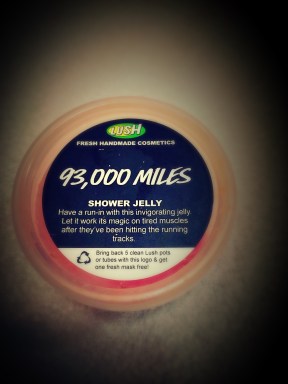 LUSH
FRESH HANDMADE COSMETICS
93,000 MILES
SHOWER JELLY
Have a run-in with this invigorating jelly.
Let it work its magic on tired muscles
after they've been hitting the running
tracks.
Bring back 5 clean Lush pots
or tubes with this logo & get
one fresh mask free!